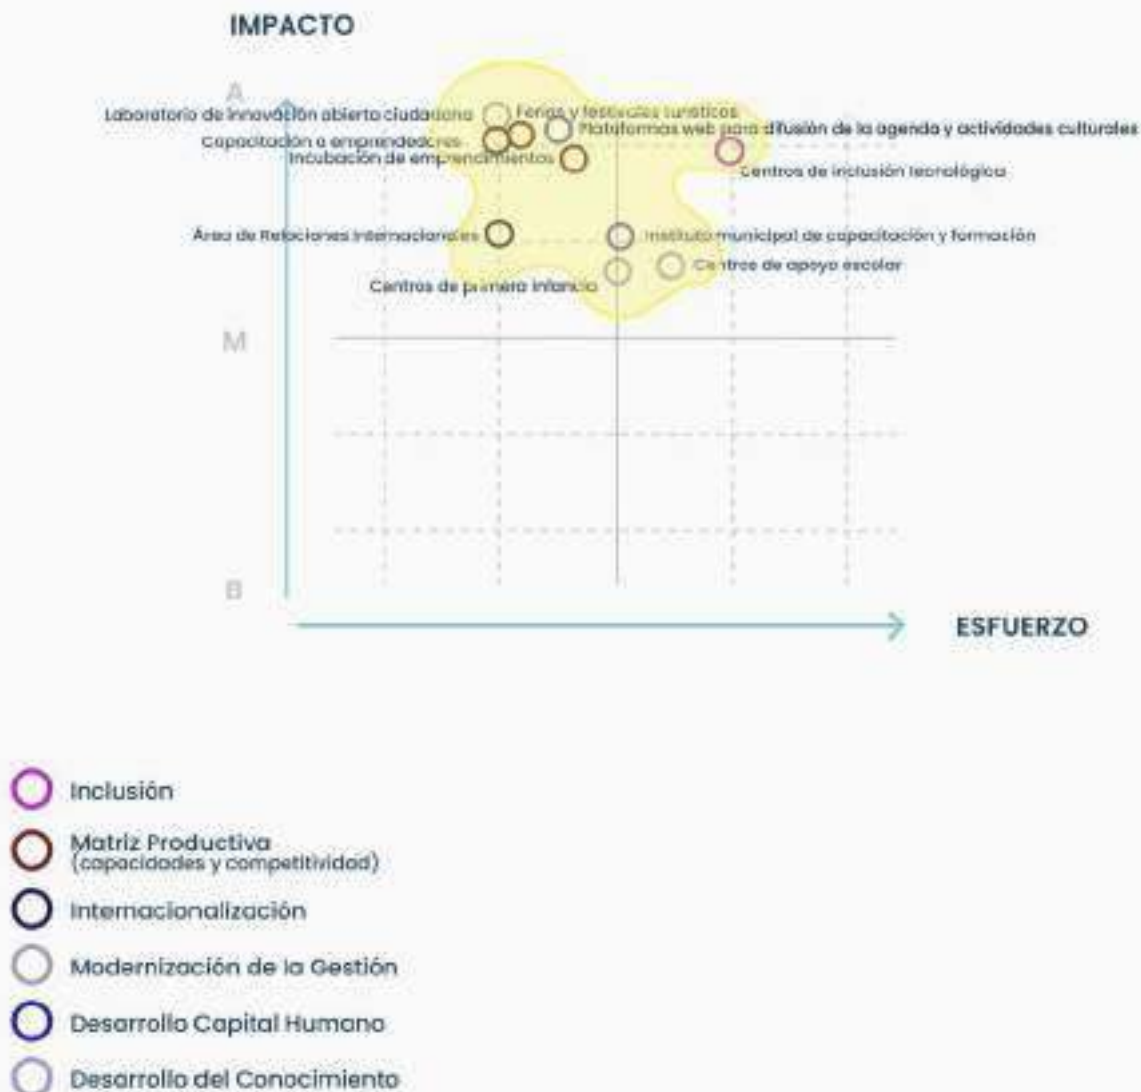 IMPACTO
A
Laboratorio de innovación abierta ciudadana
Ferias y festivales turísticos
Plataformas web para difusión de la agenda y actividades culturales
Capacitación a emprendedores
Incubación de emprendimientos
Centros de inclusión tecnológica
Área de Relaciones Internacionales
Instituto municipal de capacitación y formación
Centros de apoyo escolar
Centros de primera infancia
M
B
ESFUERZO
Inclusión
Matriz Productiva
(capacidades y competitividad)
Internacionalización
Modernización de la Gestión
Desarrollo Capital Humano
Desarrollo del Conocimiento